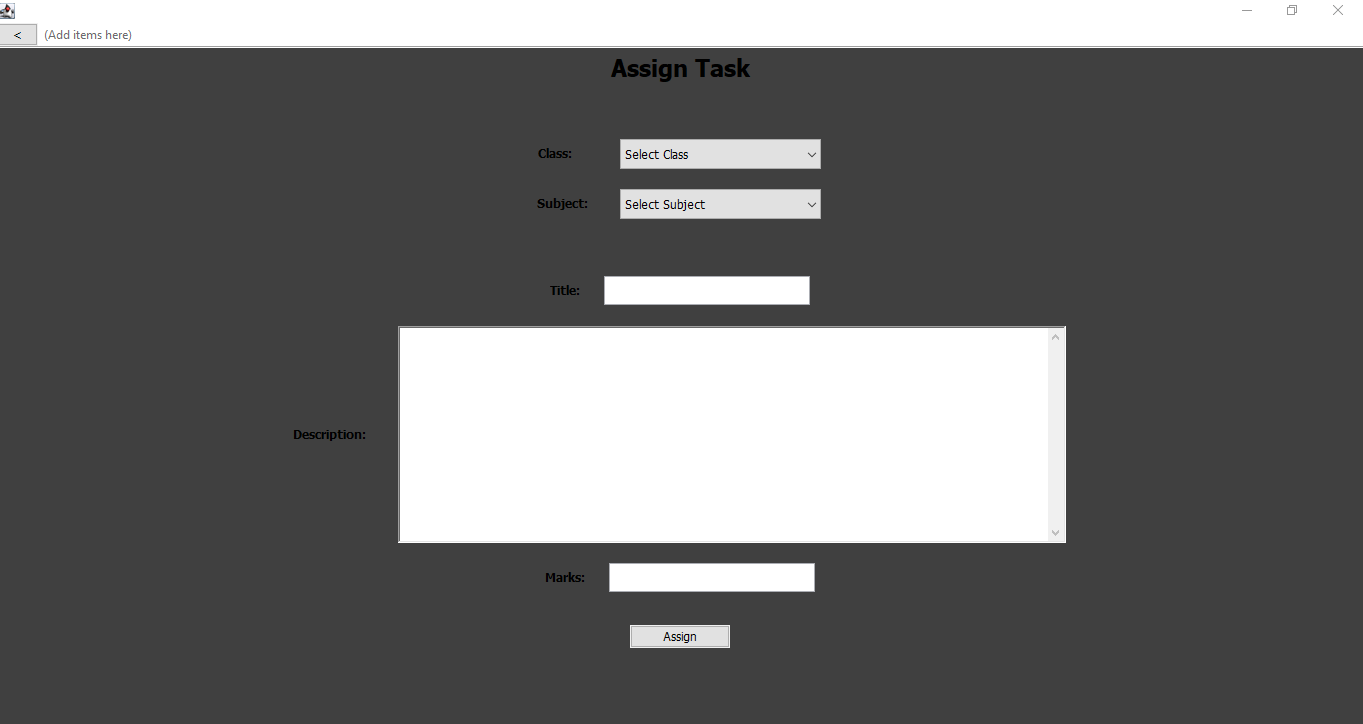 < (Add items here)
Assign Task
Class: Select Class
Subject: Select Subject
Title:
Description:
Marks:
Assign